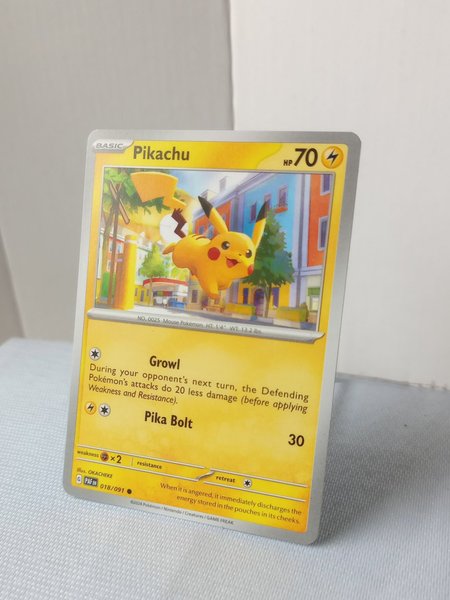 BASIC Pikachu HP 70
NO. 0025 Mouse Pokémon HT: 1'4" WT: 13.2 lbs
Growl
During your opponent's next turn, the Defending
Pokémon's attacks do 20 less damage (before applying
Weakness and Resistance).
Pika Bolt 30
weakness ×2 resistance retreat
Illus. OKACHEKE
G PAF EN 018/091
When it is angered, it immediately discharges the
energy stored in the pouches in its cheeks.
©2024 Pokémon / Nintendo / Creatures / GAME FREAK